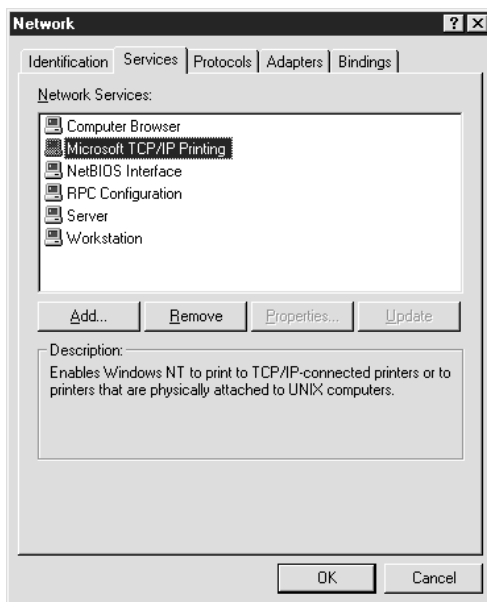 Network
Identification Services Protocols Adapters Bindings
Network Services:
Computer Browser
Microsoft TCP/IP Printing
NetBIOS Interface
RPC Configuration
Server
Workstation
Add... Remove Properties... Update
Description:
Enables Windows NT to print to TCP/IP-connected printers or to
printers that are physically attached to UNIX computers.
OK Cancel